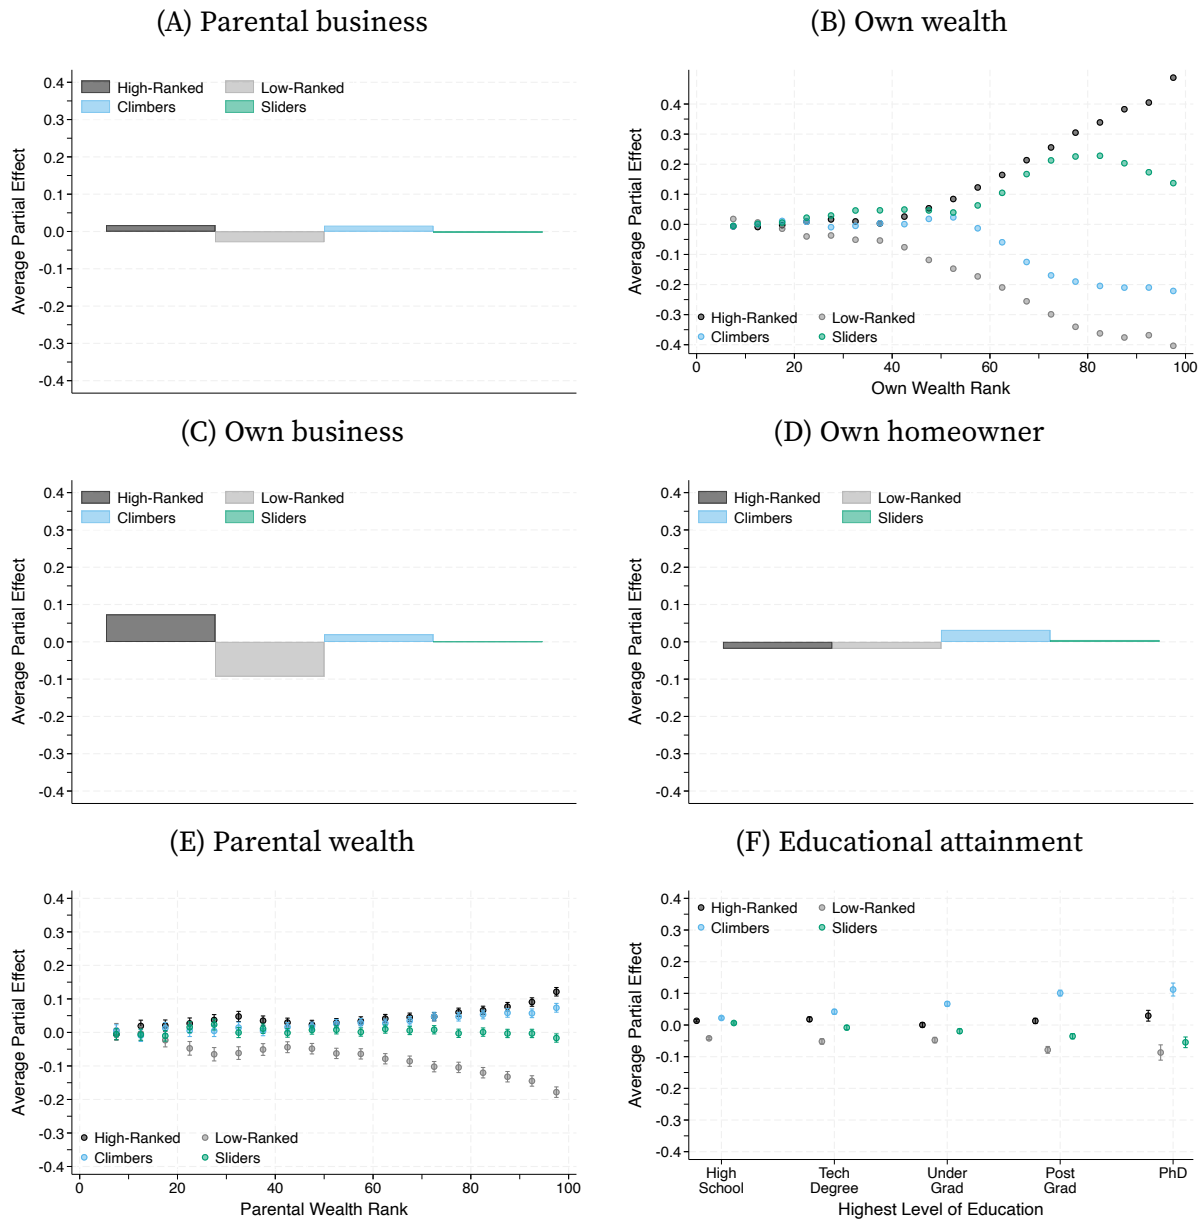 (A) Parental business
0.4
0.3
0.2
0.1
0.0
-0.1
-0.2
-0.3
-0.4
Average Partial Effect
High-Ranked Low-Ranked
Climbers Sliders
(B) Own wealth
0.4
0.3
0.2
0.1
0.0
-0.1
-0.2
-0.3
-0.4
Average Partial Effect
High-Ranked Low-Ranked
Climbers Sliders
0 20 40 60 80 100
Own Wealth Rank
(C) Own business
0.4
0.3
0.2
0.1
0.0
-0.1
-0.2
-0.3
-0.4
Average Partial Effect
High-Ranked Low-Ranked
Climbers Sliders
(D) Own homeowner
0.4
0.3
0.2
0.1
0.0
-0.1
-0.2
-0.3
-0.4
Average Partial Effect
High-Ranked Low-Ranked
Climbers Sliders
(E) Parental wealth
0.4
0.3
0.2
0.1
0.0
-0.1
-0.2
-0.3
-0.4
Average Partial Effect
High-Ranked Low-Ranked
Climbers Sliders
0 20 40 60 80 100
Parental Wealth Rank
(F) Educational attainment
0.4
0.3
0.2
0.1
0.0
-0.1
-0.2
-0.3
-0.4
Average Partial Effect
High-Ranked Low-Ranked
Climbers Sliders
High Tech Under Post PhD
School Degree Grad Grad
Highest Level of Education